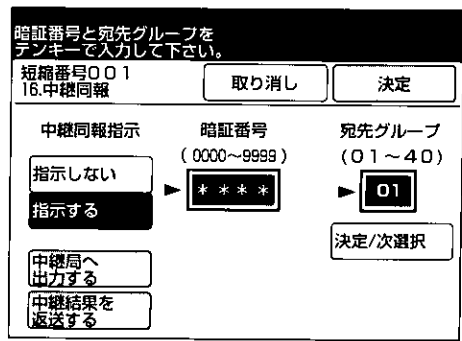 暗証番号と宛先グループを
テンキーで入力して下さい。
短縮番号001
16.中継同報
取り消し
決定
中継同報指示
暗証番号
宛先グループ
(0000~9999)
(01~40)
指示しない
指示する
► ＊＊＊＊
► 01
決定/次選択
中継局へ
出力する
中継結果を
返送する